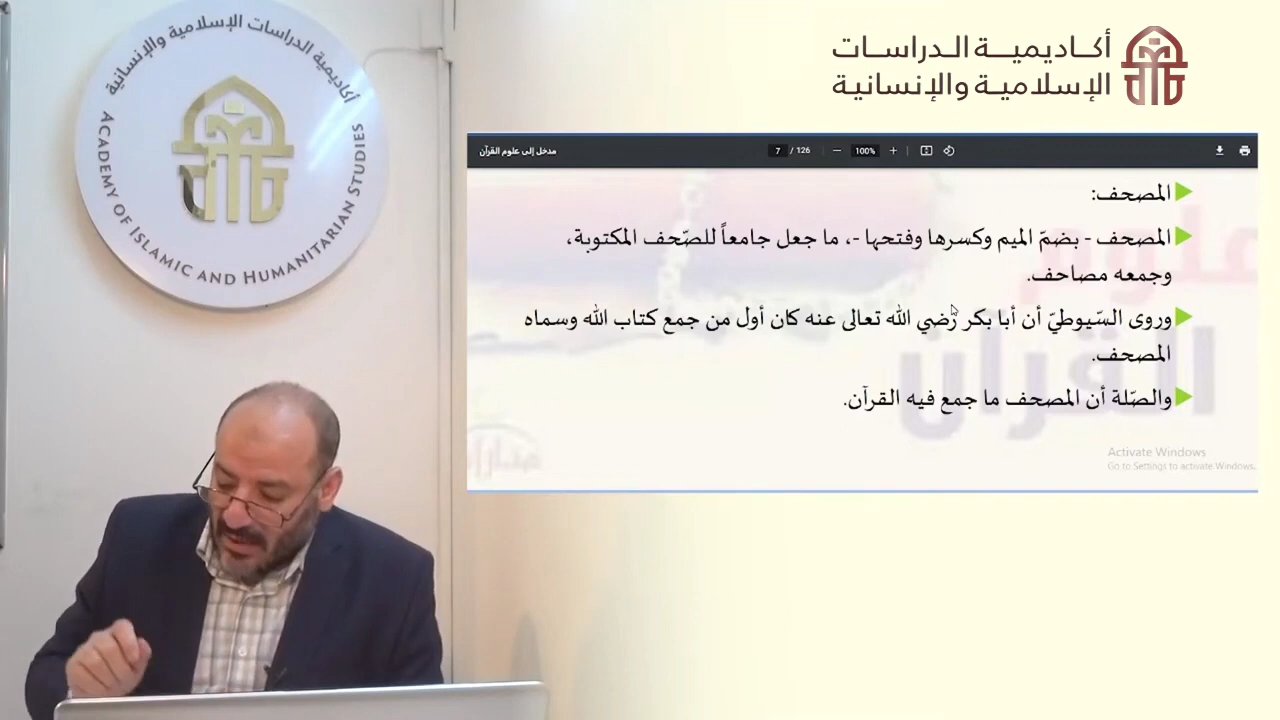 أكاديمية الدراسات الإسلامية والإنسانية
ACADEMY OF ISLAMIC AND HUMANITARIAN STUDIES
أكاديمية الدراسات
الإسلامية والإنسانية
مدخل إلى علوم القرآن
7 / 126
100%
المصحف:
المصحف - بضمّ الميم وكسرها وفتحها -، ما جعل جامعاً للصّحف المكتوبة،
وجمعه مصاحف.
وروى السّيوطيّ أن أبا بكر رضي الله تعالى عنه كان أول من جمع كتاب الله وسماه
المصحف.
والصّلة أن المصحف ما جمع فيه القرآن.
علوم
القرآن
Activate Windows
Go to Settings to activate Windows.